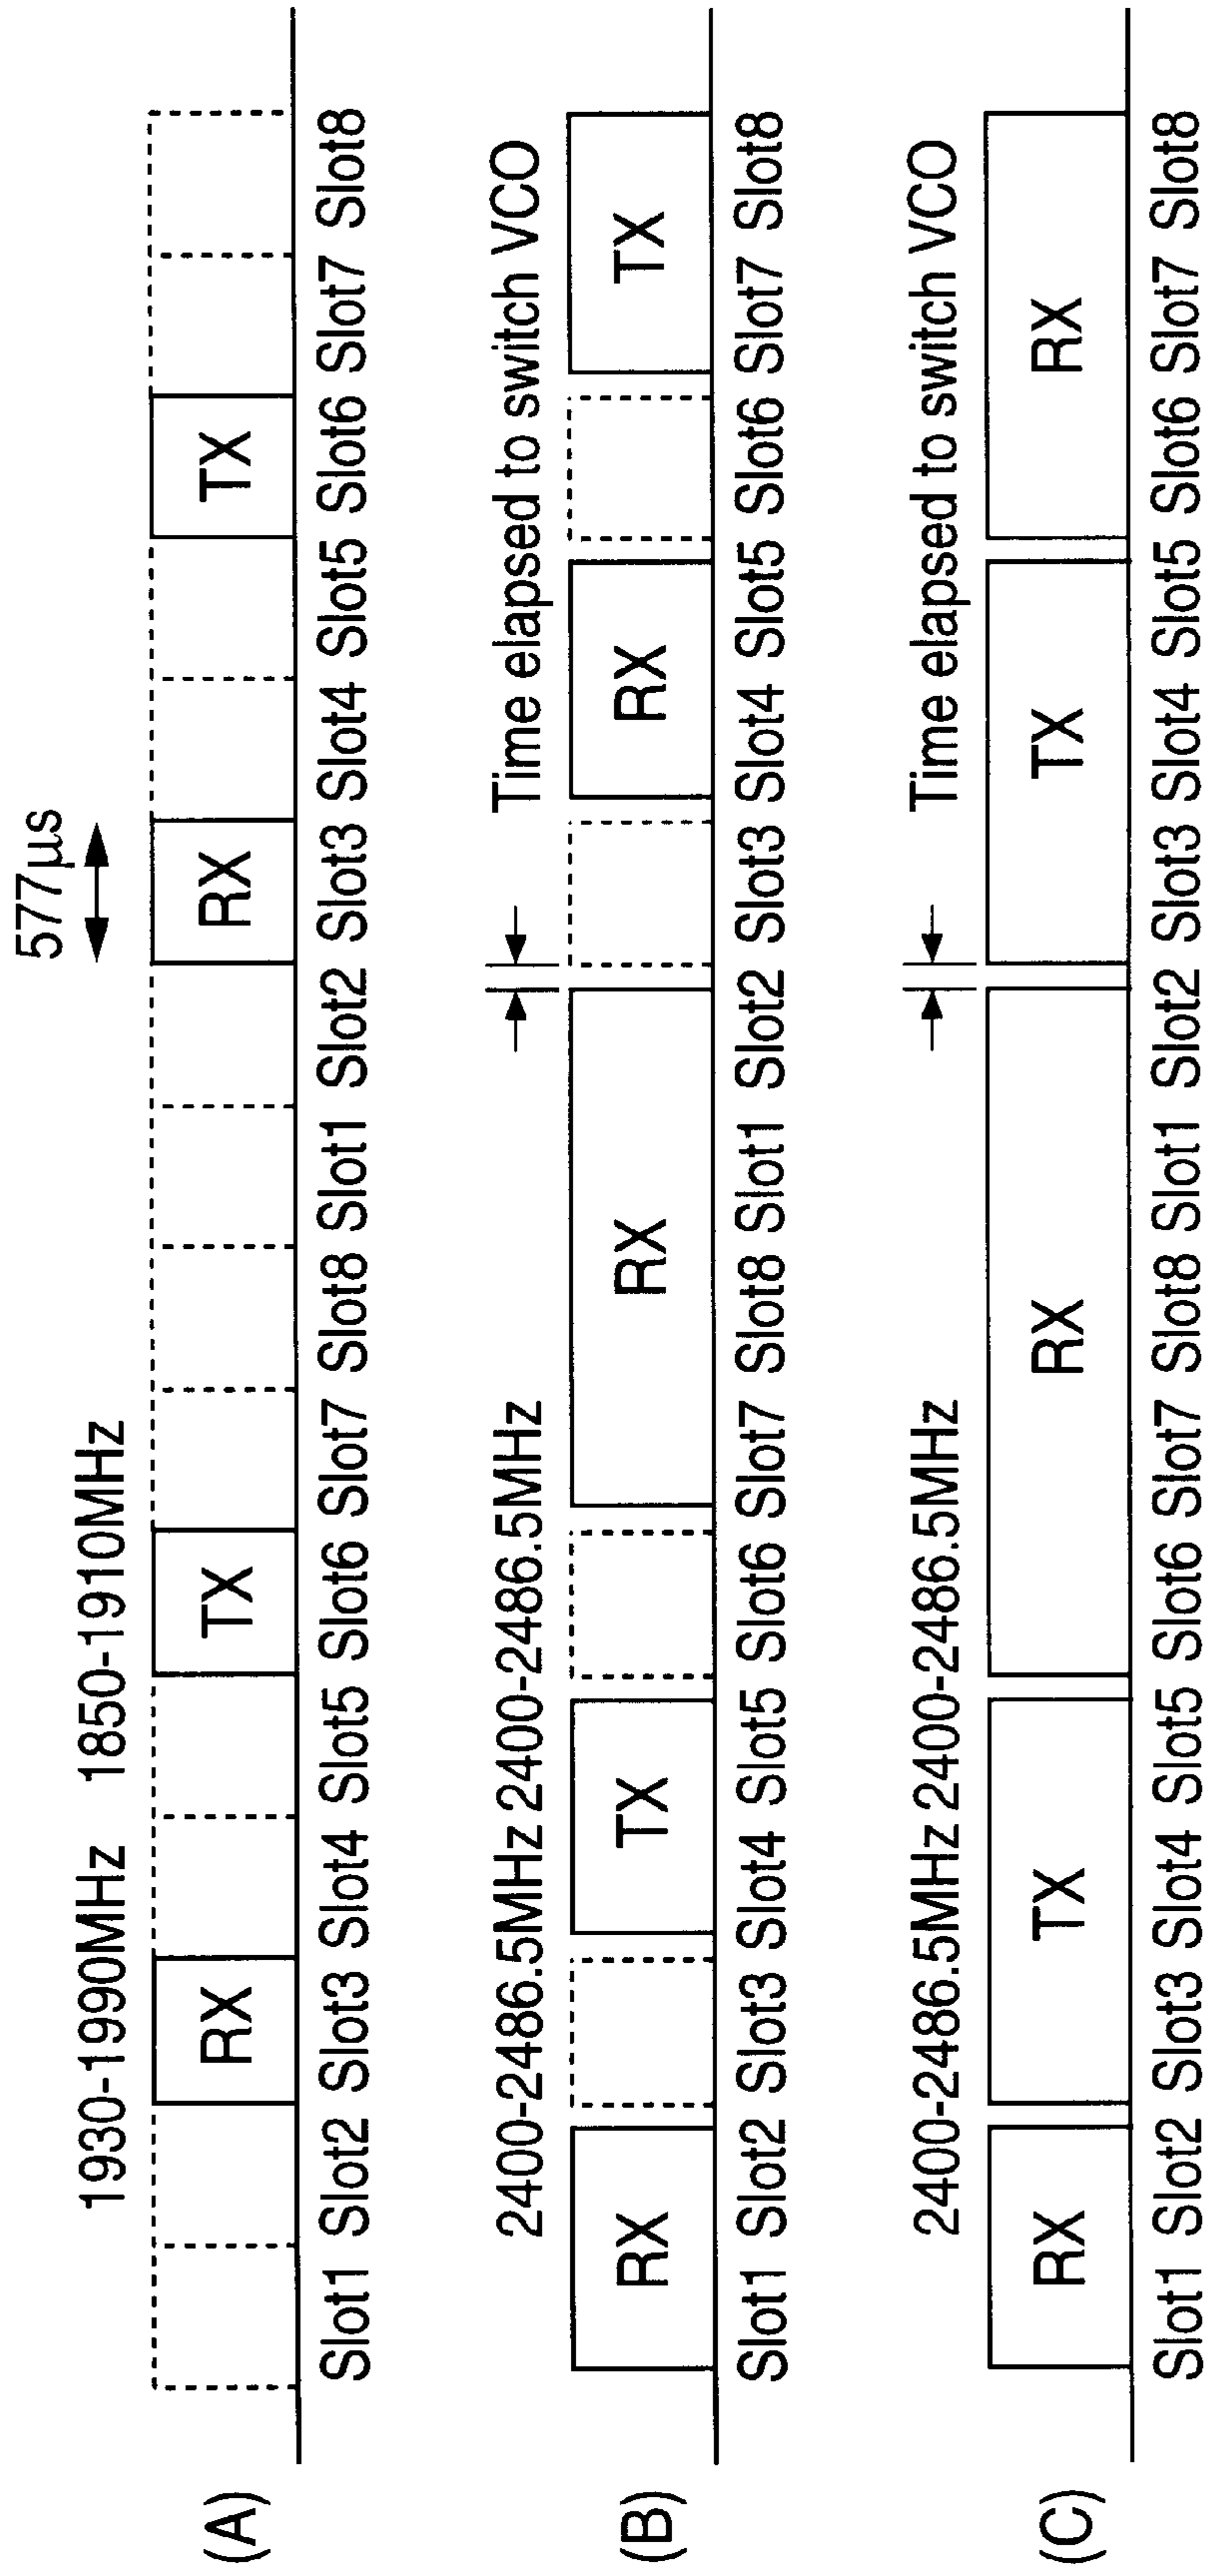 577µs
1930-1990MHz 1850-1910MHz
RX TX RX TX
(A)
Slot1 Slot2 Slot3 Slot4 Slot5 Slot6 Slot7 Slot8 Slot1 Slot2 Slot3 Slot4 Slot5 Slot6 Slot7 Slot8
2400-2486.5MHz 2400-2486.5MHz Time elapsed to switch VCO
RX TX RX RX TX
(B)
Slot1 Slot2 Slot3 Slot4 Slot5 Slot6 Slot7 Slot8 Slot1 Slot2 Slot3 Slot4 Slot5 Slot6 Slot7 Slot8
2400-2486.5MHz 2400-2486.5MHz Time elapsed to switch VCO
RX TX RX TX RX
(C)
Slot1 Slot2 Slot3 Slot4 Slot5 Slot6 Slot7 Slot8 Slot1 Slot2 Slot3 Slot4 Slot5 Slot6 Slot7 Slot8